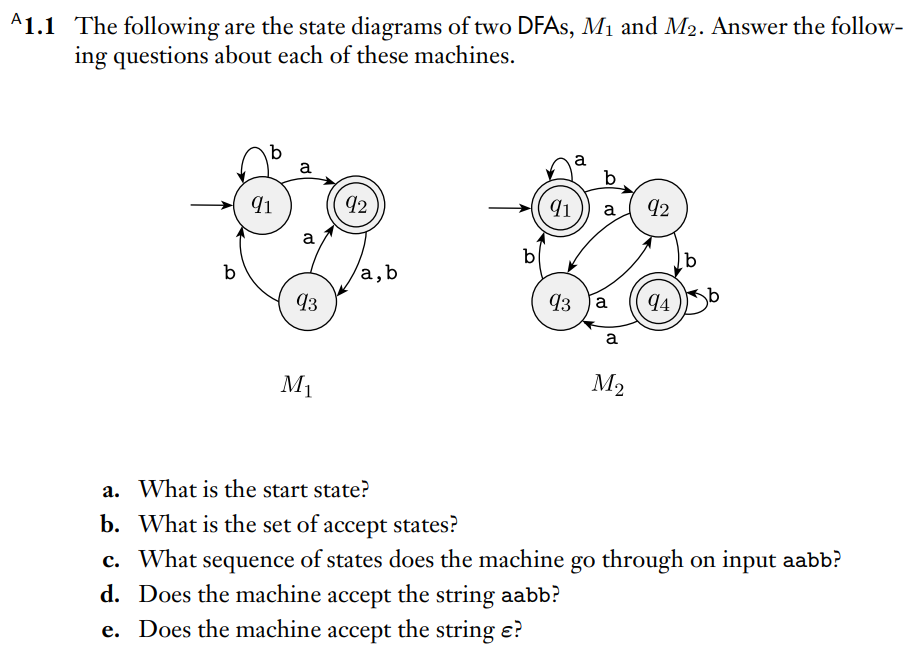 A1.1 The following are the state diagrams of two DFAs, M1 and M2. Answer the follow-
ing questions about each of these machines.
b
a
q1
q2
a
b
a,b
q3
M1
a
b
q1
a
q2
b
b
q3
a
q4
b
a
M2
a. What is the start state?
b. What is the set of accept states?
c. What sequence of states does the machine go through on input aabb?
d. Does the machine accept the string aabb?
e. Does the machine accept the string ε?